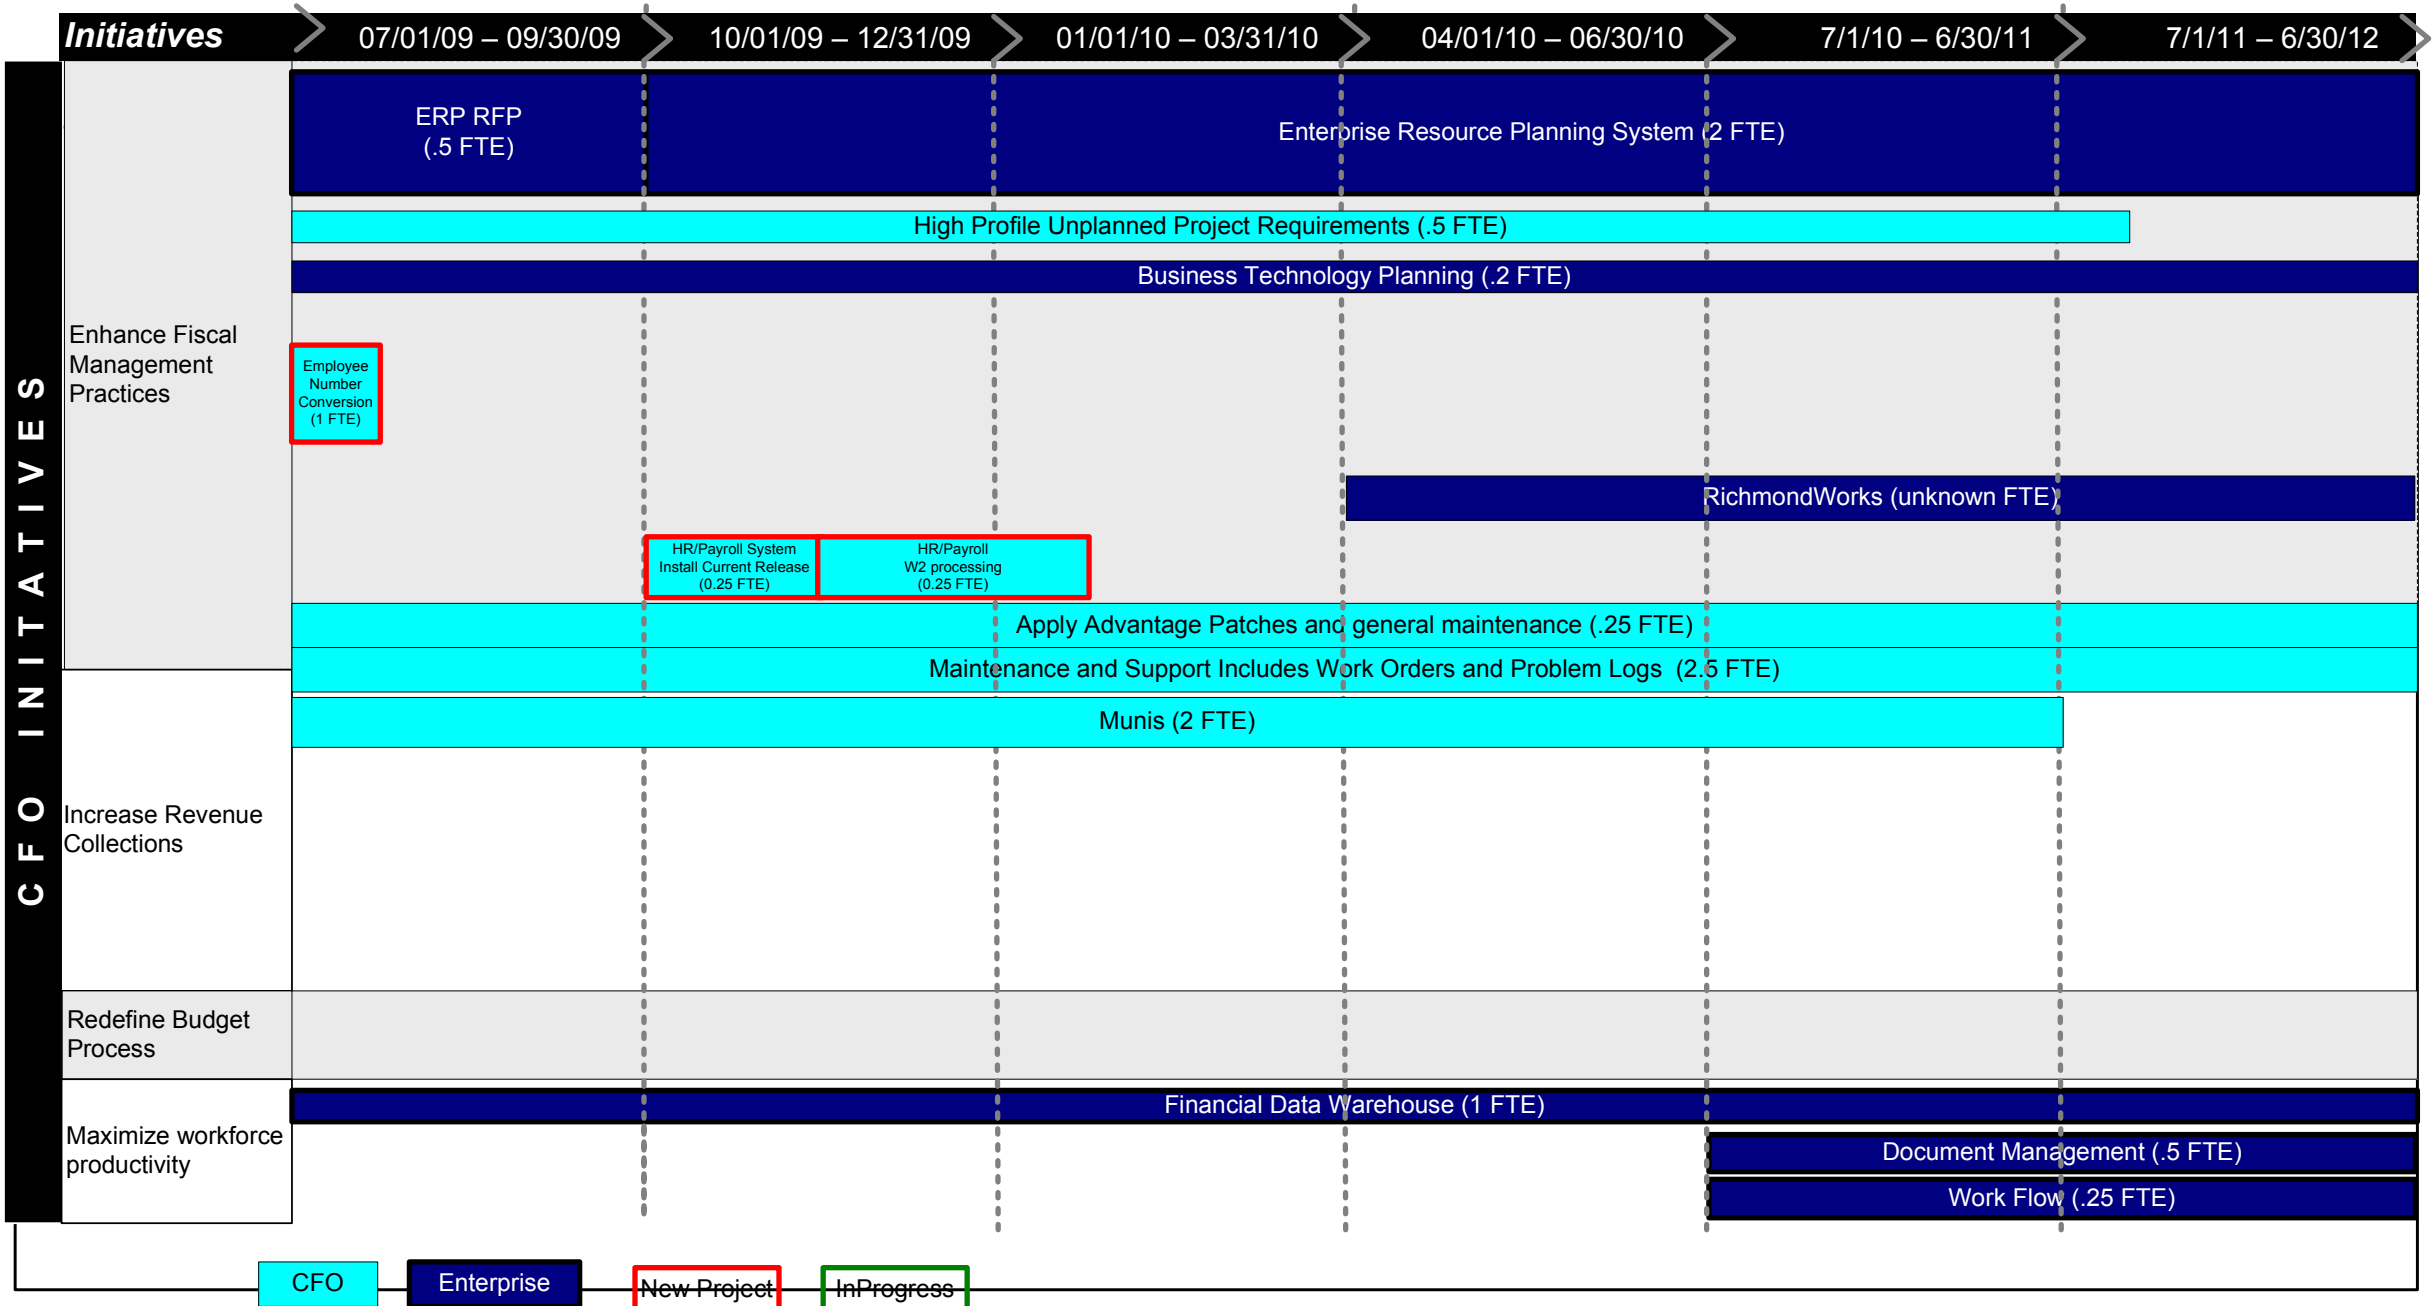 Initiatives
07/01/09 – 09/30/09
10/01/09 – 12/31/09
01/01/10 – 03/31/10
04/01/10 – 06/30/10
7/1/10 – 6/30/11
7/1/11 – 6/30/12
CFO INITATIVES
Enhance Fiscal
Management
Practices
ERP RFP
(.5 FTE)
Enterprise Resource Planning System (2 FTE)
High Profile Unplanned Project Requirements (.5 FTE)
Business Technology Planning (.2 FTE)
Employee
Number
Conversion
(1 FTE)
RichmondWorks (unknown FTE)
HR/Payroll System
Install Current Release
(0.25 FTE)
HR/Payroll
W2 processing
(0.25 FTE)
Apply Advantage Patches and general maintenance (.25 FTE)
Maintenance and Support Includes Work Orders and Problem Logs (2.5 FTE)
Increase Revenue
Collections
Munis (2 FTE)
Redefine Budget
Process
Maximize workforce
productivity
Financial Data Warehouse (1 FTE)
Document Management (.5 FTE)
Work Flow (.25 FTE)
CFO
Enterprise
New Project
InProgress